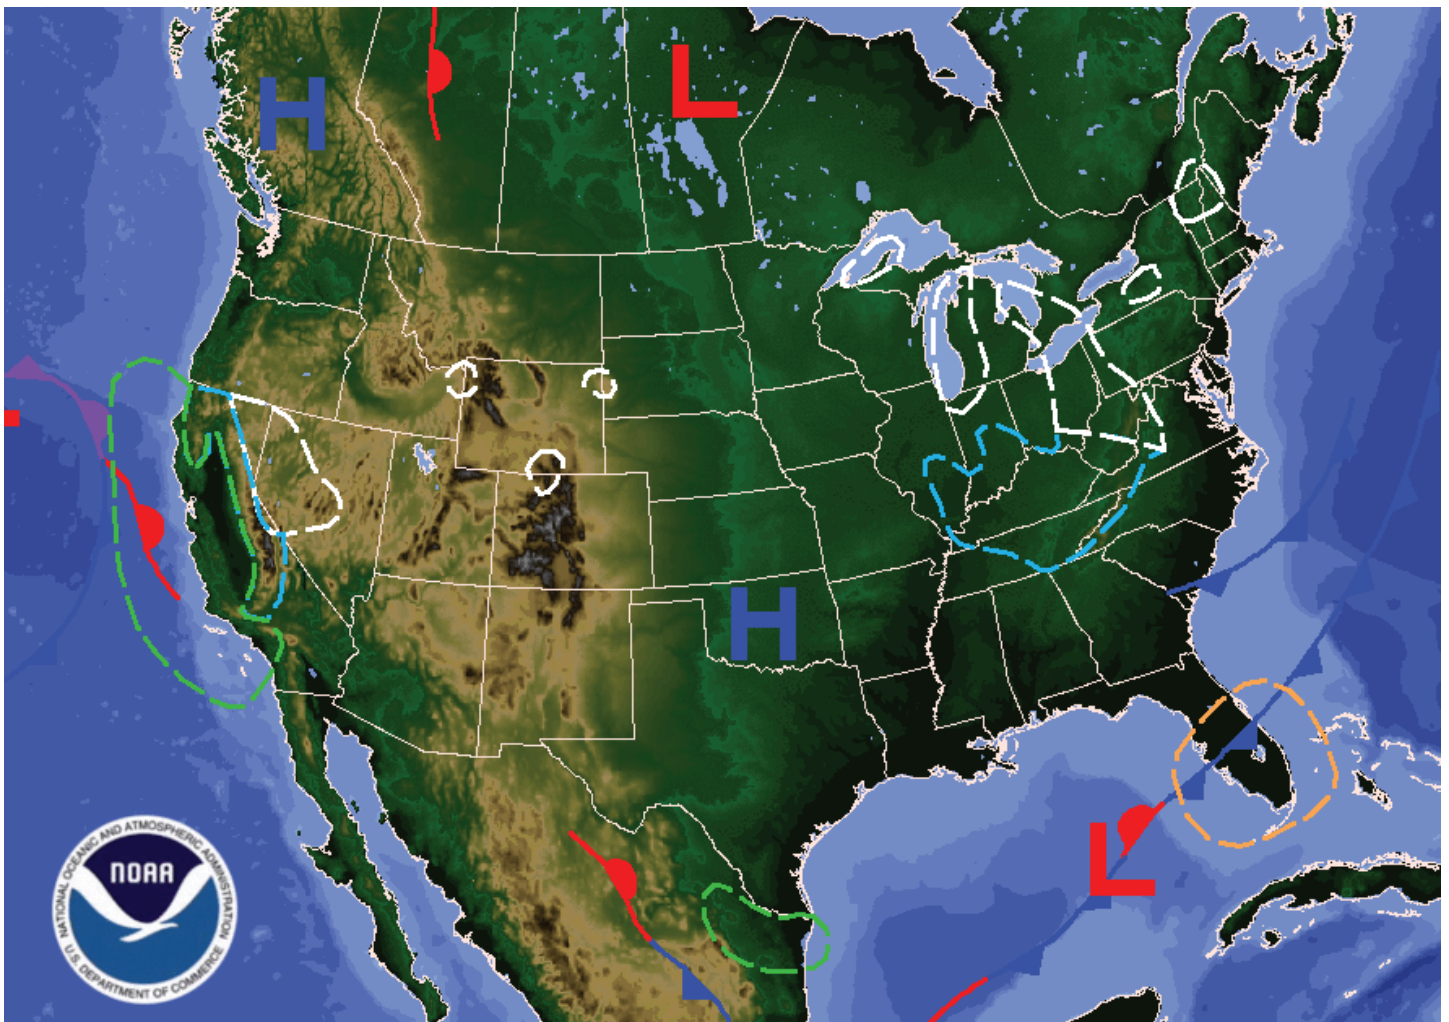 H
L
H
L
NATIONAL OCEANIC AND ATMOSPHERIC ADMINISTRATION
NOAA
U.S. DEPARTMENT OF COMMERCE